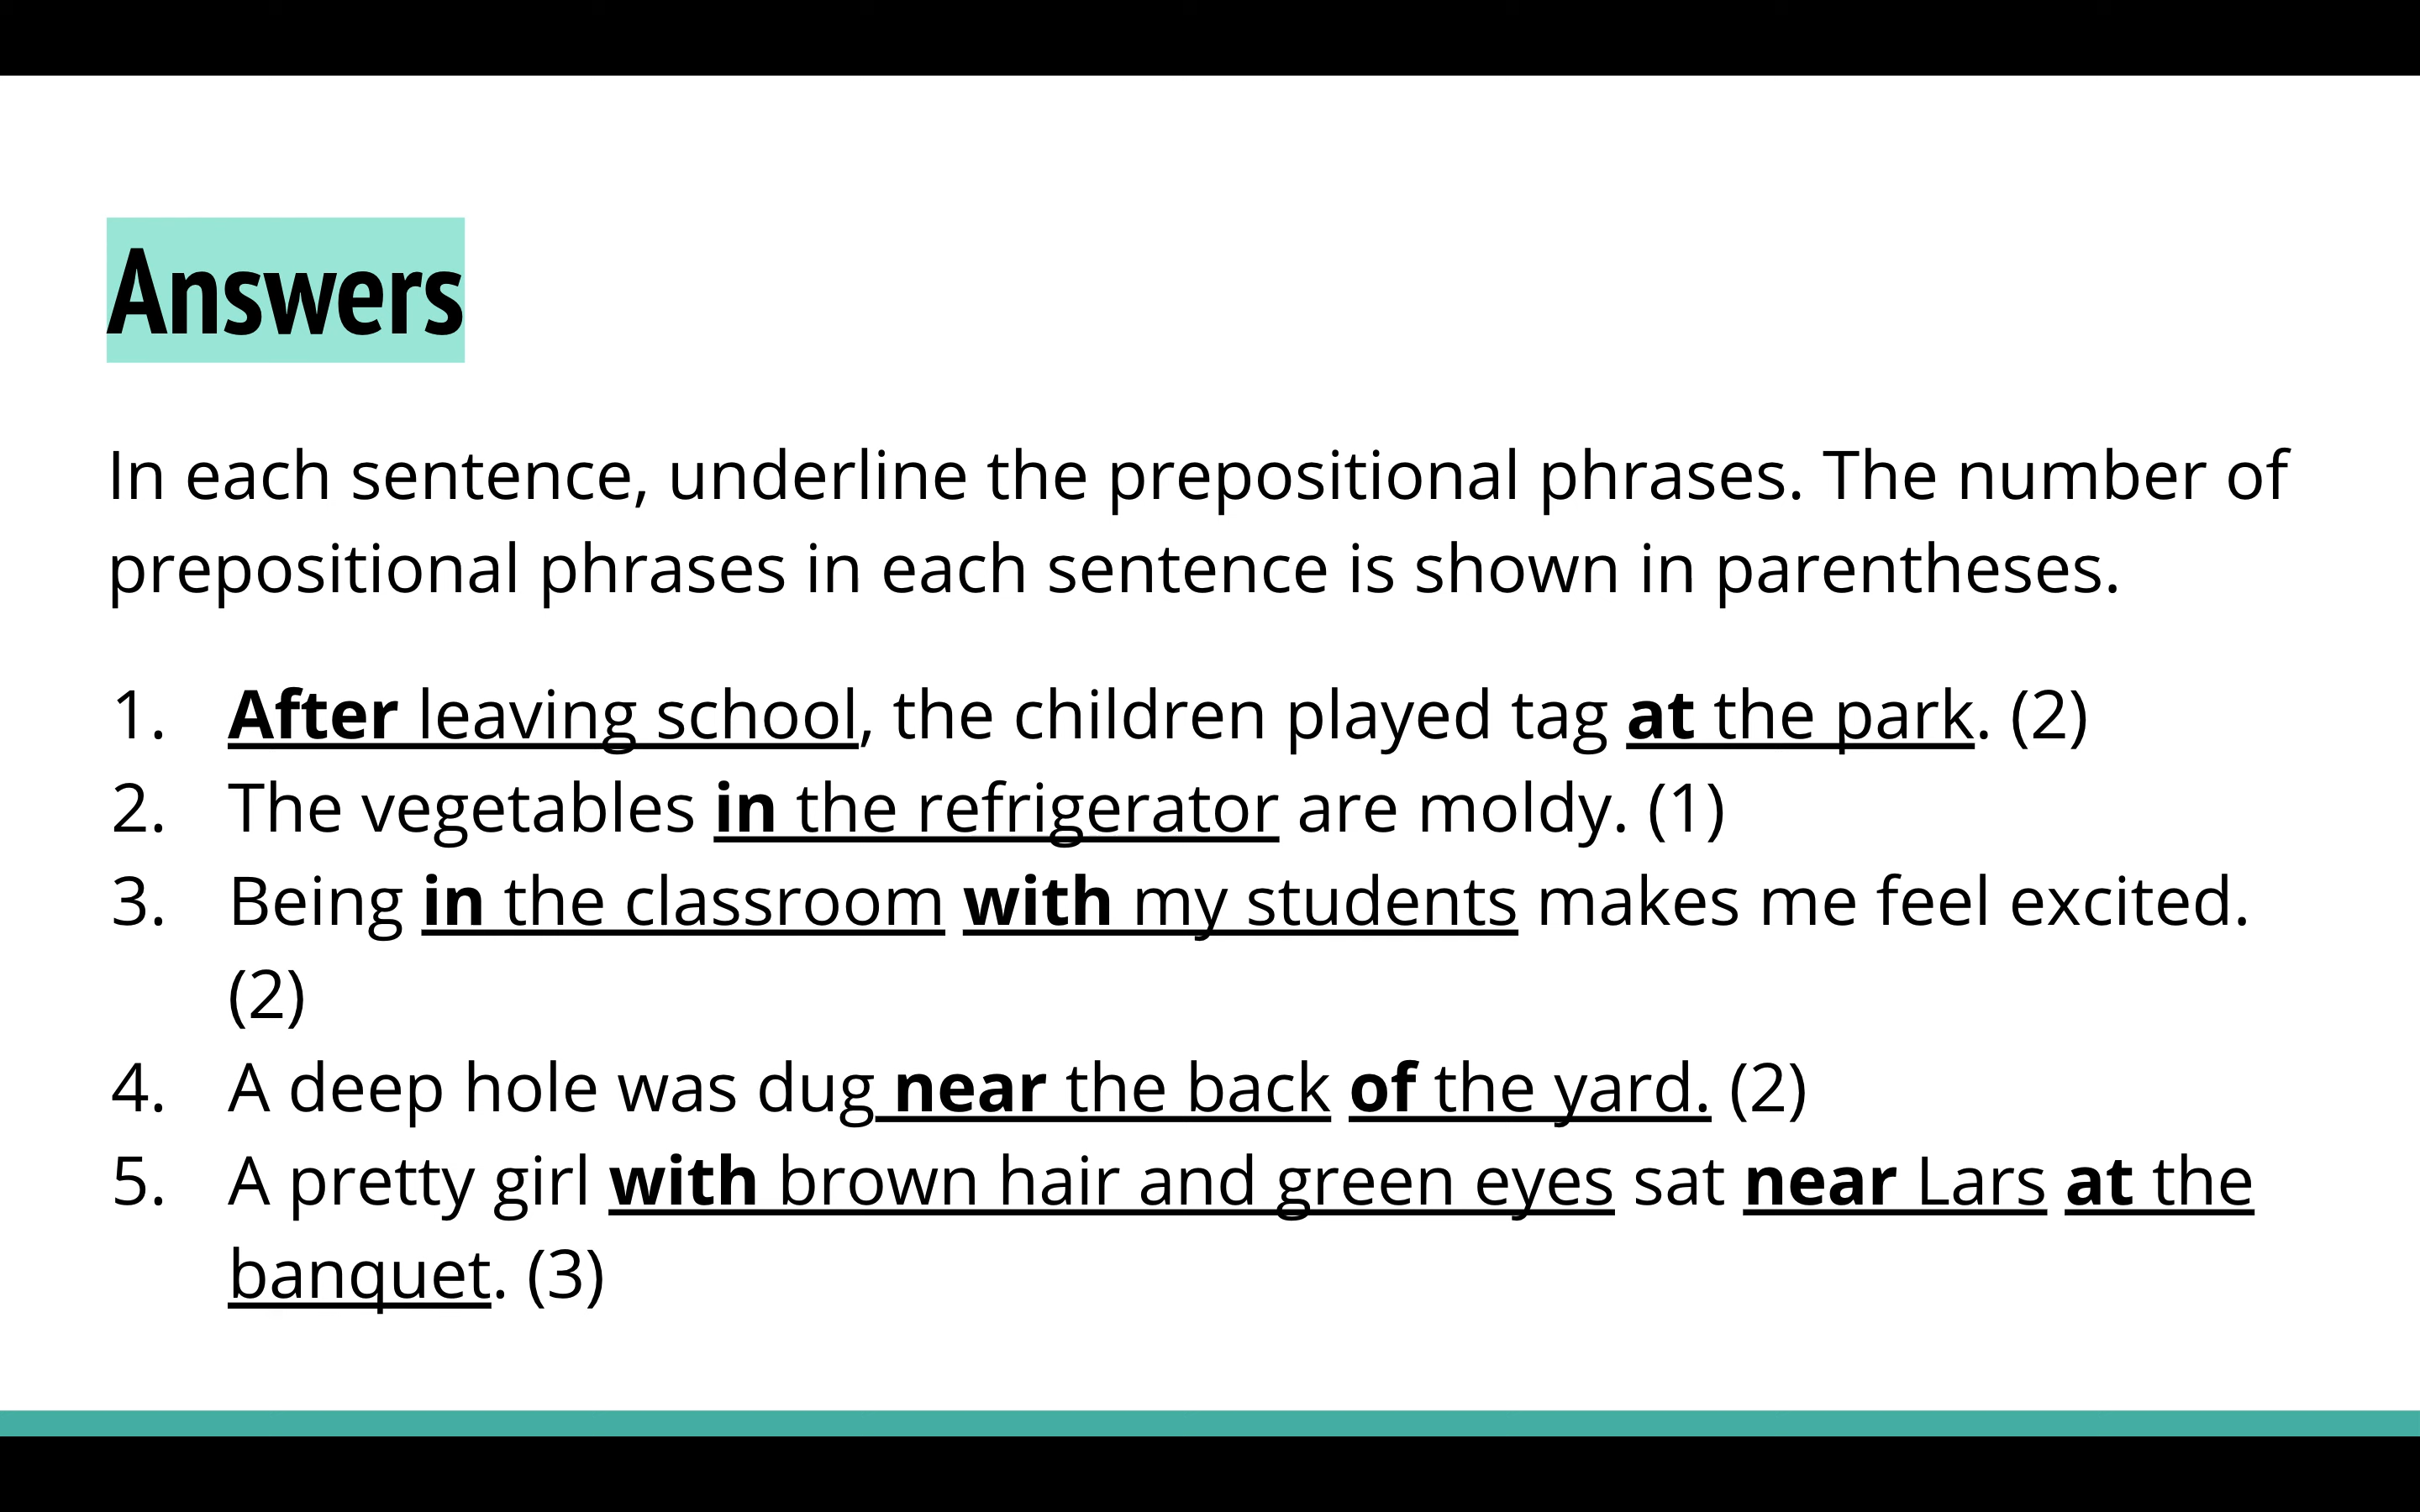 Answers
In each sentence, underline the prepositional phrases. The number of
prepositional phrases in each sentence is shown in parentheses.
1. After leaving school, the children played tag at the park. (2)
2. The vegetables in the refrigerator are moldy. (1)
3. Being in the classroom with my students makes me feel excited.
(2)
4. A deep hole was dug near the back of the yard. (2)
5. A pretty girl with brown hair and green eyes sat near Lars at the
banquet. (3)